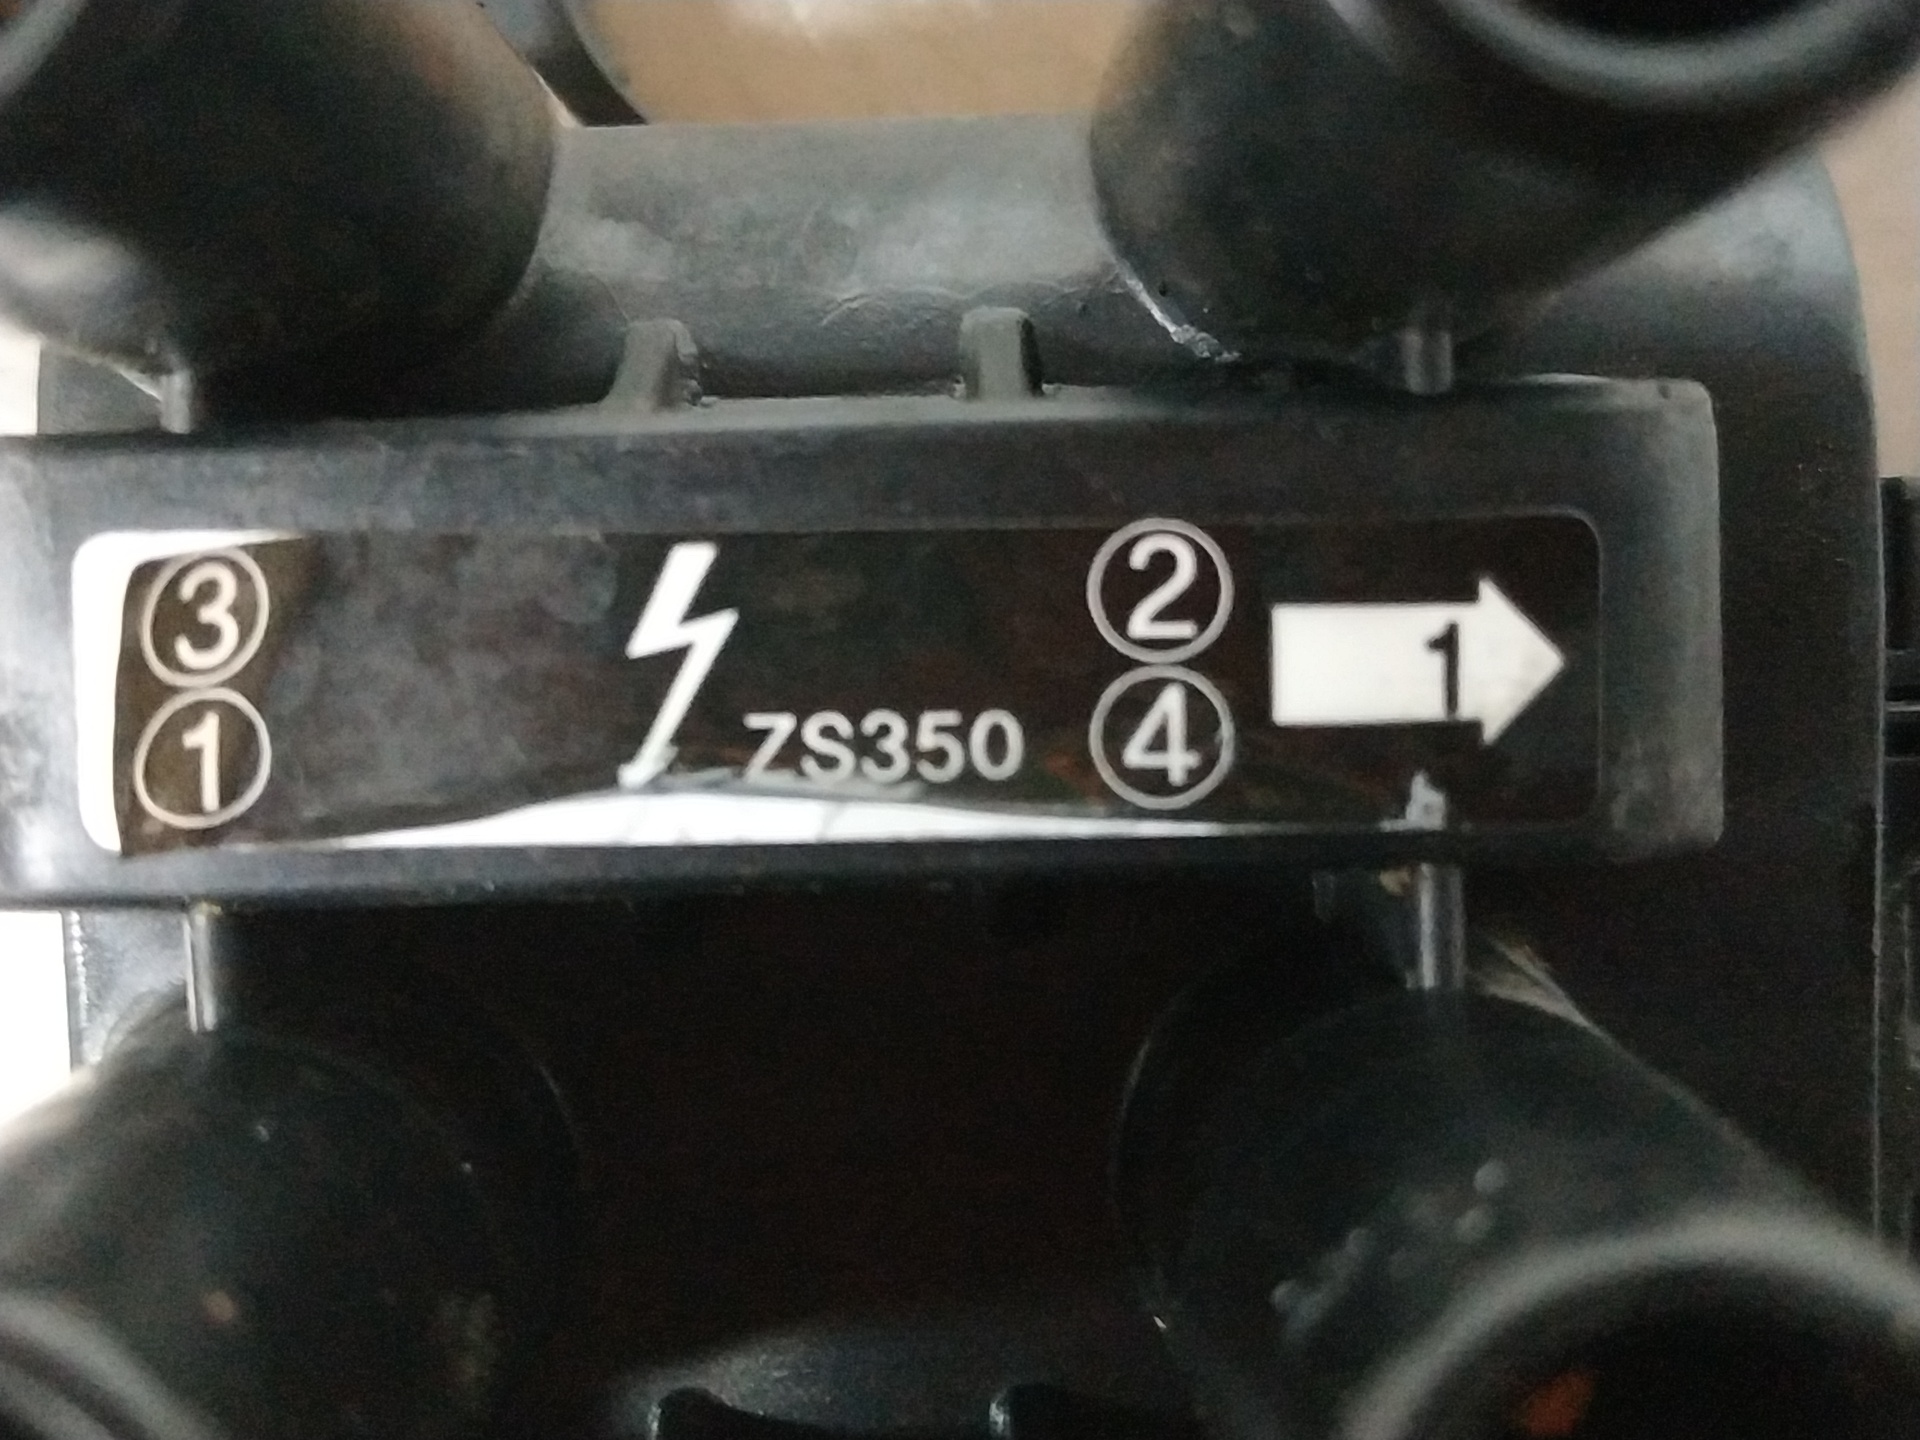 ③ ② 1
① ZS350 ④